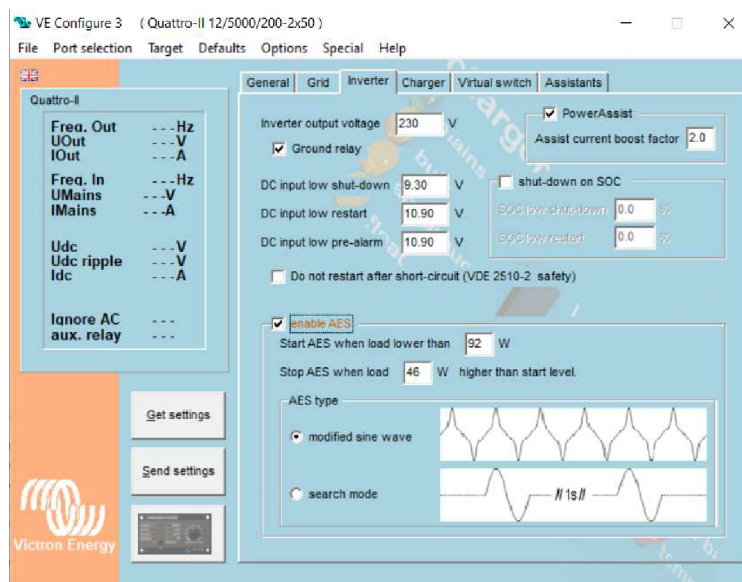 VE Configure 3 ( Quattro-II 12/5000/200-2x50 )
File Port selection Target Defaults Options Special Help
General Grid Inverter Charger Virtual switch Assistants
Quattro-II
Freq. Out - - -Hz
UOut - - -V
IOut - - -A
Freq. In - - -Hz
UMains - - -V
IMains - - -A
Udc - - -V
Udc ripple - - -V
Idc - - -A
Ignore AC - - -
aux. relay - - -
Get settings
Send settings
Victron Energy
Inverter output voltage 230 V
Ground relay
PowerAssist
Assist current boost factor 2.0
DC input low shut-down 9.30 V
DC input low restart 10.90 V
DC input low pre-alarm 10.90 V
shut-down on SOC
SOC low shut-down 0.0 %
SOC low restart 0.0 %
Do not restart after short-circuit (VDE 2510-2 safety)
enable AES
Start AES when load lower than 92 W
Stop AES when load 46 W higher than start level.
AES type
modified sine wave
search mode
// 1s //